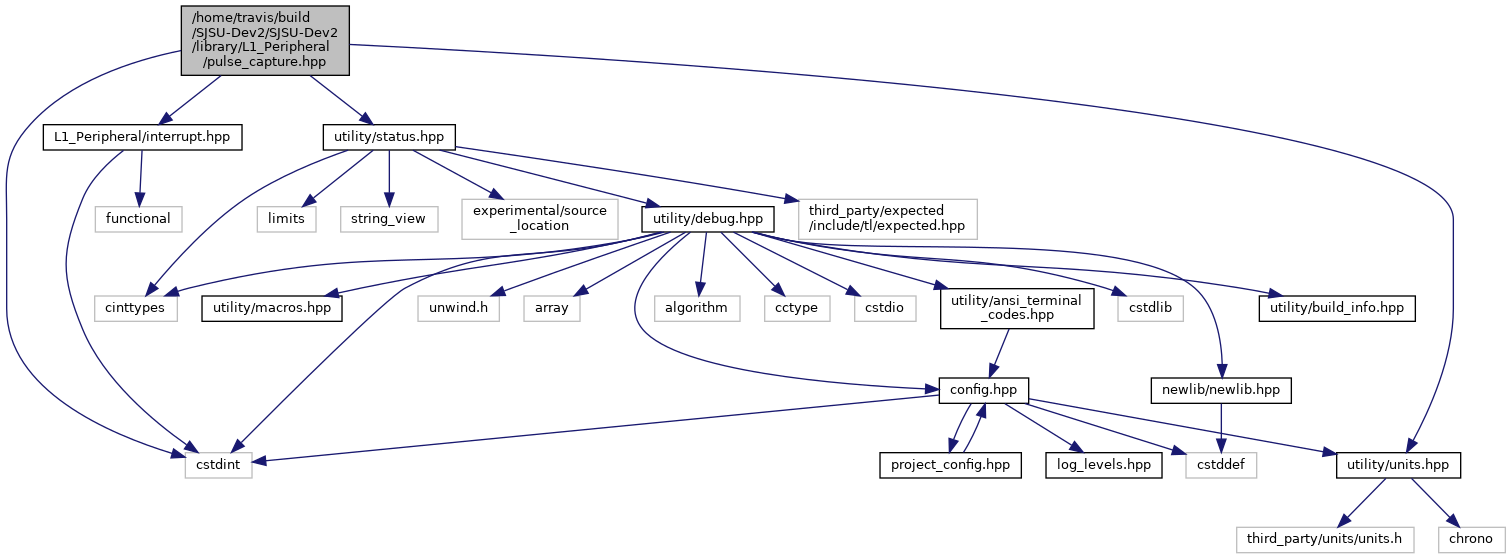 /home/travis/build
/SJSU-Dev2/SJSU-Dev2
/library/L1_Peripheral
/pulse_capture.hpp
L1_Peripheral/interrupt.hpp
utility/status.hpp
functional
limits
string_view
experimental/source
_location
utility/debug.hpp
third_party/expected
/include/tl/expected.hpp
cinttypes
utility/macros.hpp
unwind.h
array
algorithm
cctype
cstdio
utility/ansi_terminal
_codes.hpp
cstdlib
utility/build_info.hpp
config.hpp
newlib/newlib.hpp
cstdint
project_config.hpp
log_levels.hpp
cstddef
utility/units.hpp
third_party/units/units.h
chrono